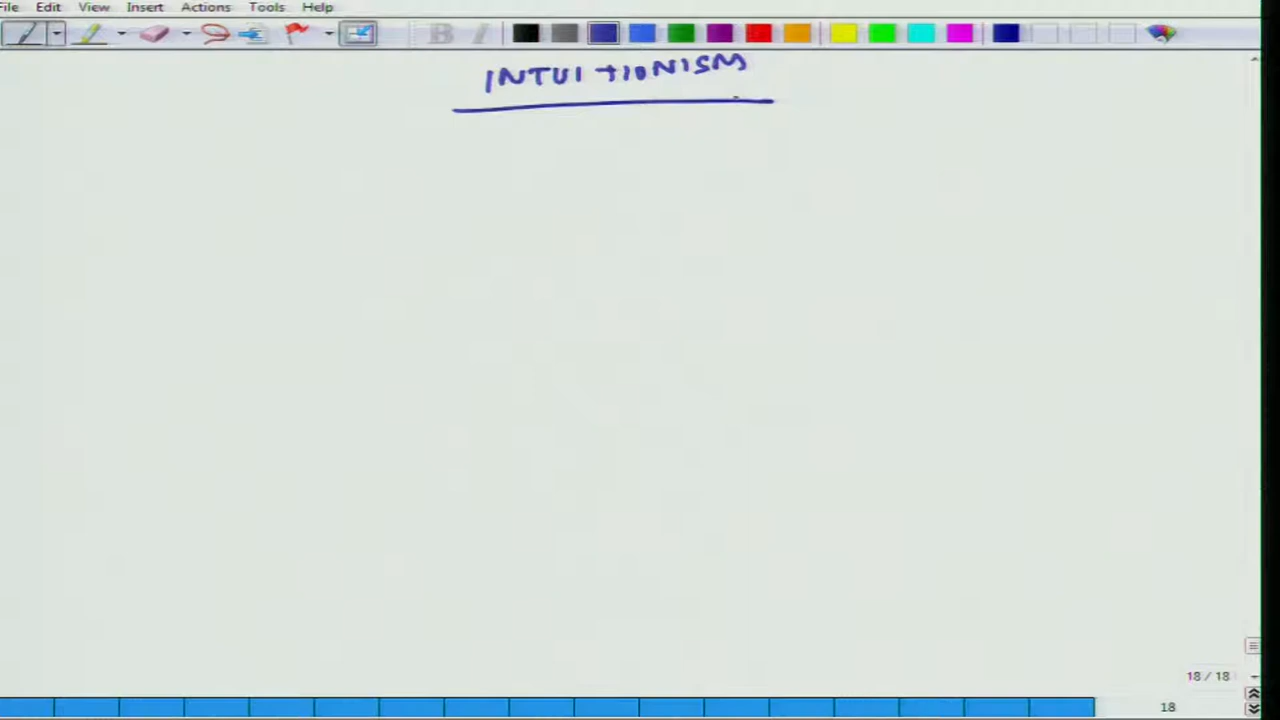 File Edit View Insert Actions Tools Help
B I
INTUITIONISM
18 / 18
18